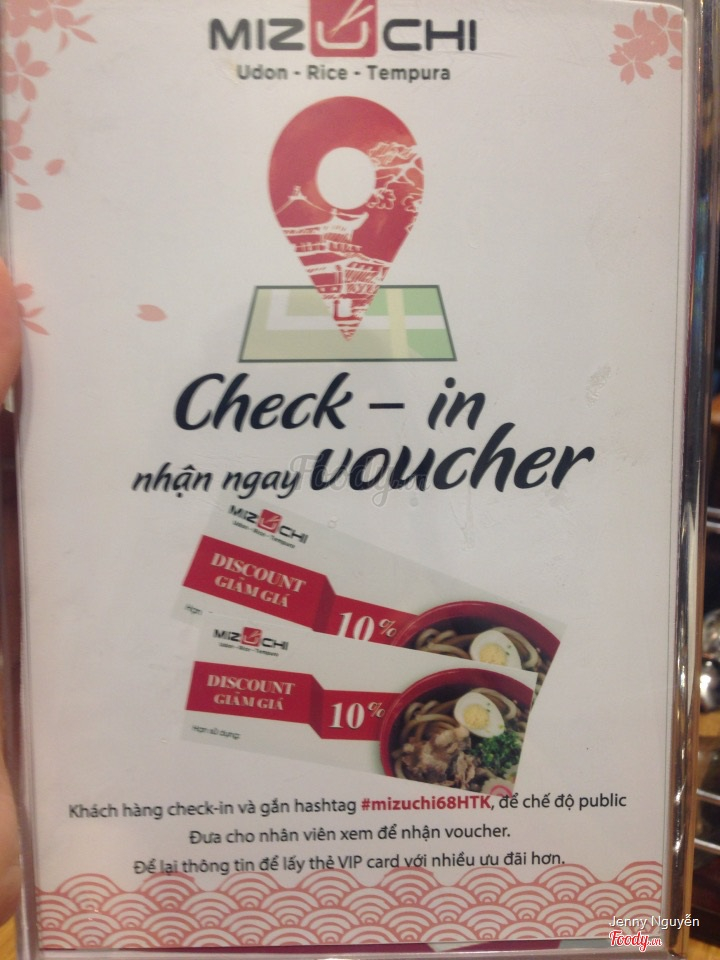 MIZUCHI
Udon - Rice - Tempura
Check – in
nhận ngay voucher
MIZUCHI
Udon - Rice - Tempura
DISCOUNT
GIẢM GIÁ
10%
Hạn
MIZUCHI
Udon - Rice - Tempura
DISCOUNT
GIẢM GIÁ
10%
Hạn sử dụng:
Khách hàng check-in và gắn hashtag #mizuchi68HTK, để chế độ public
Đưa cho nhân viên xem để nhận voucher.
Để lại thông tin để lấy thẻ VIP card với nhiều ưu đãi hơn.
Jenny Nguyễn
Foody.vn